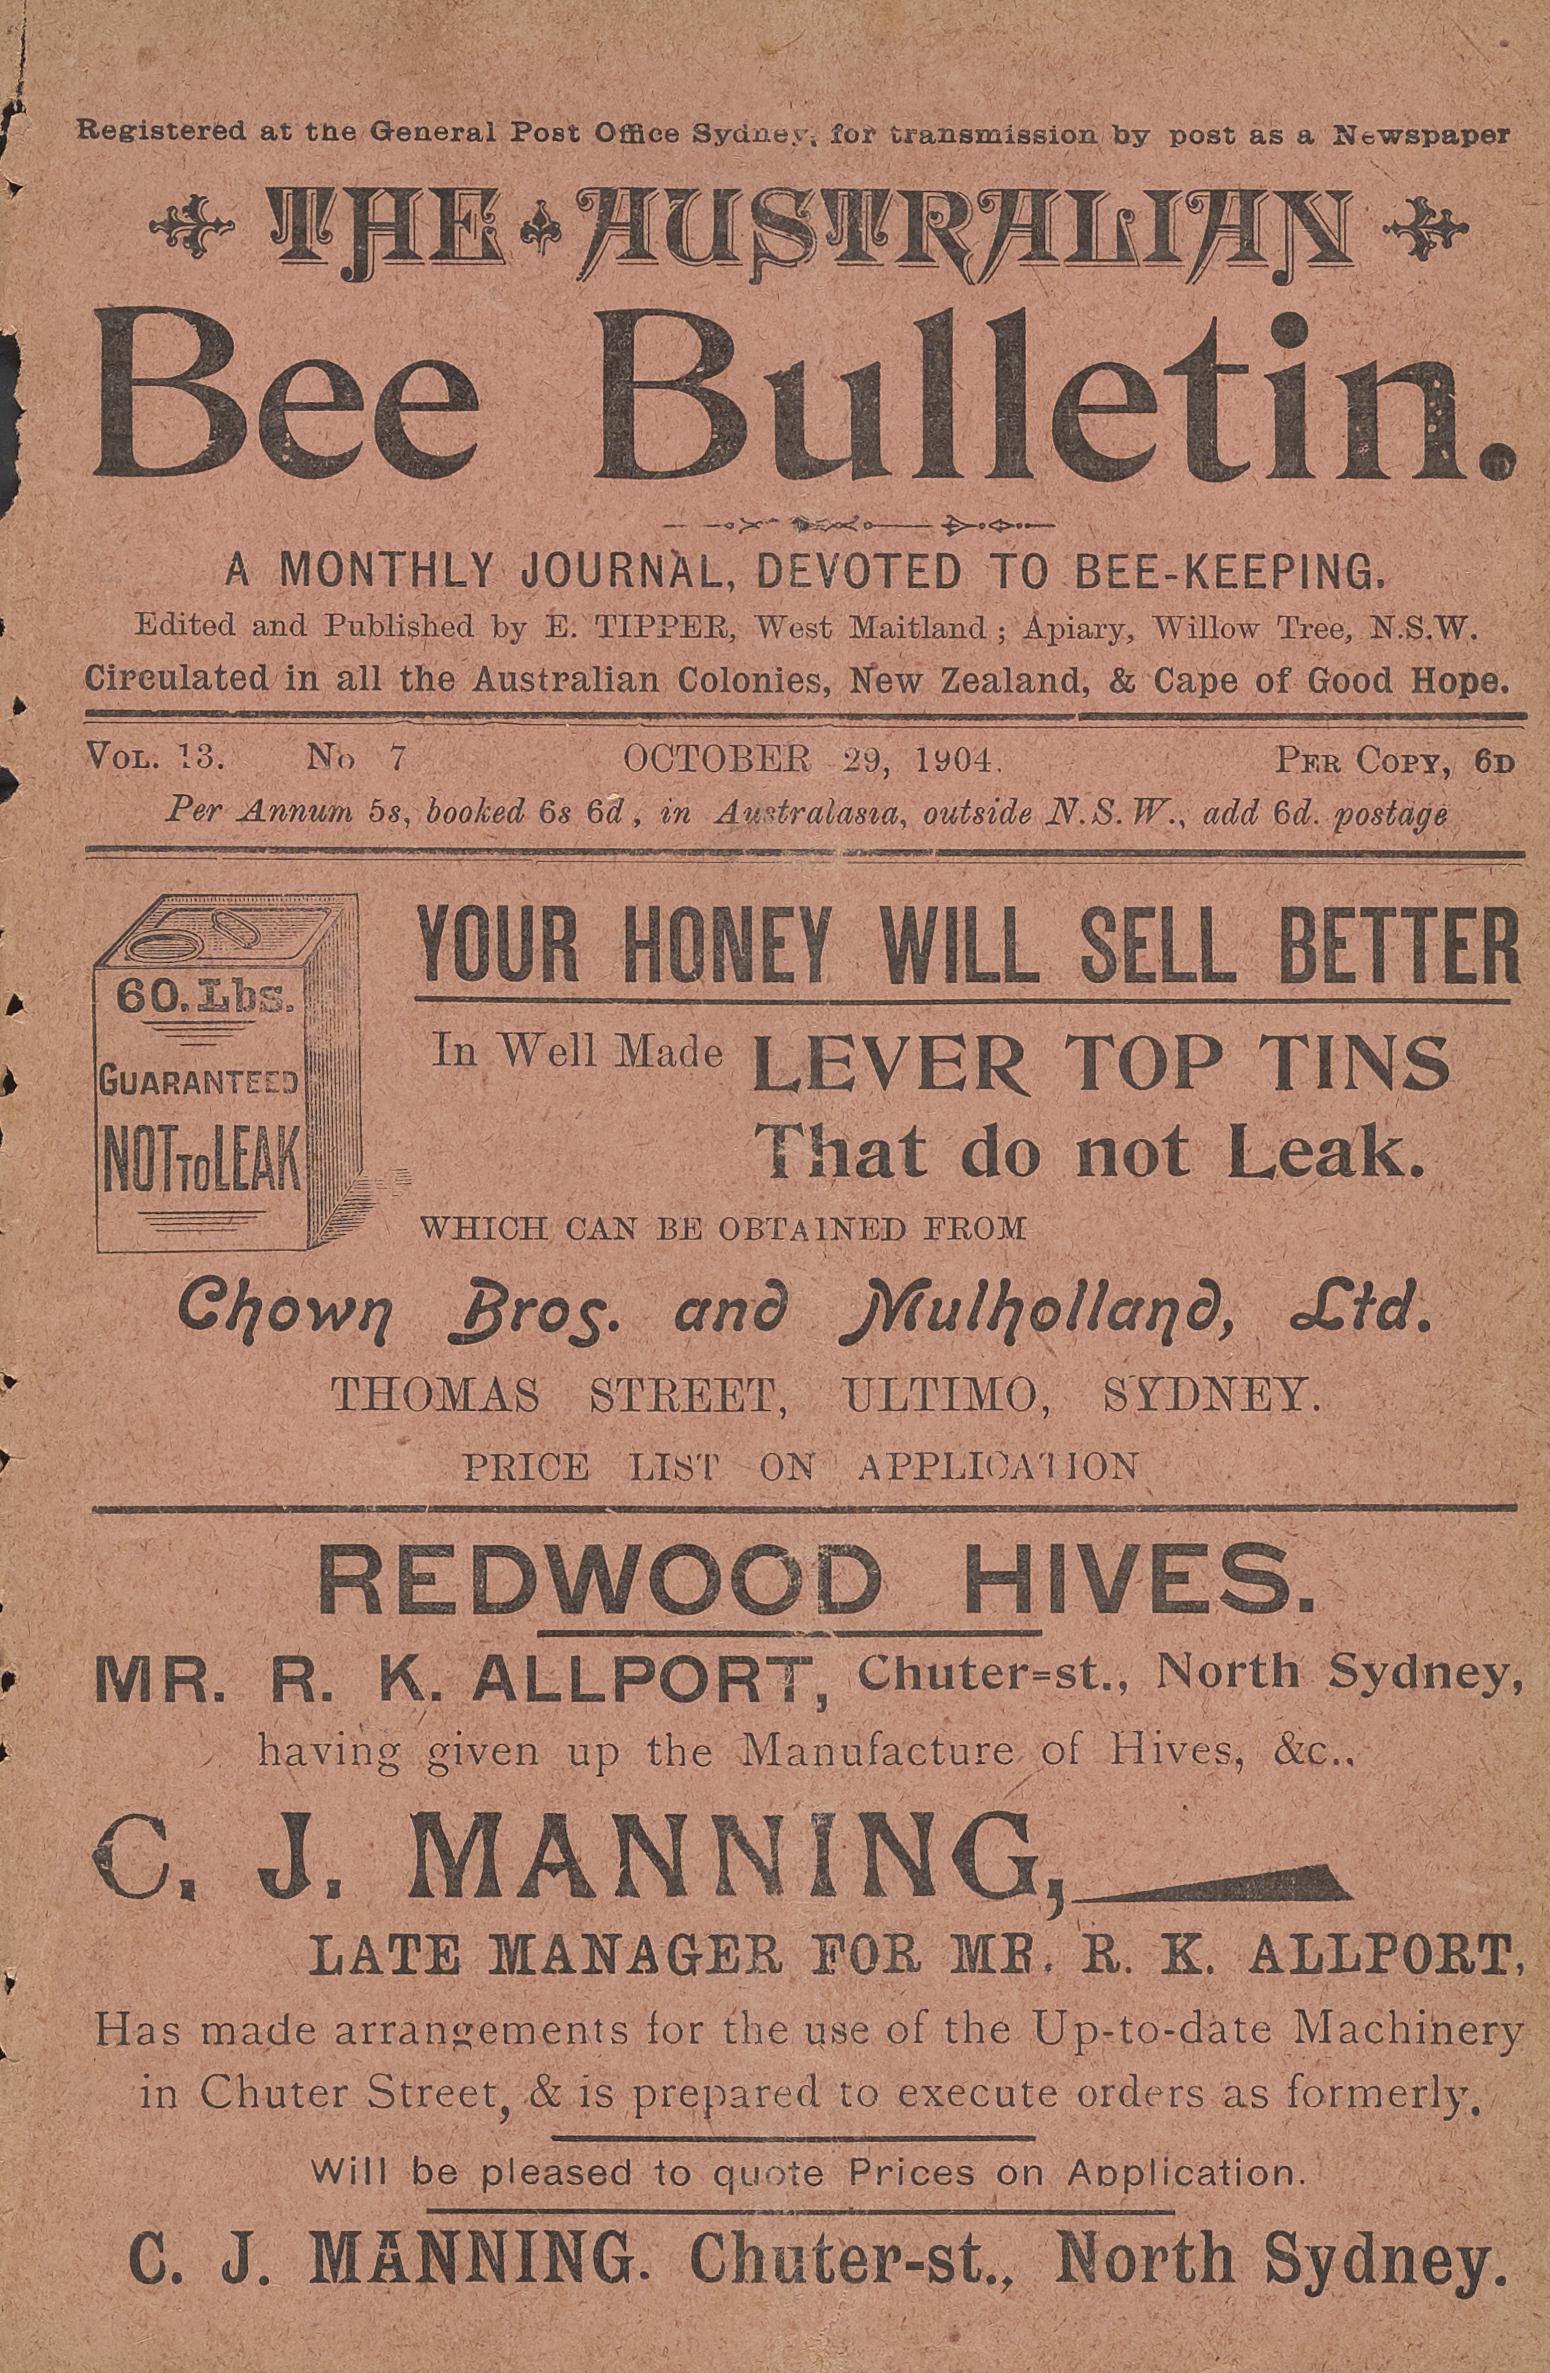 Registered at the General Post Office Sydney, for transmission by post as a Newspaper
THE AUSTRALIAN
Bee Bulletin.
A MONTHLY JOURNAL, DEVOTED TO BEE-KEEPING.
Edited and Published by E. TIPPER, West Maitland; Apiary, Willow Tree, N.S.W.
Circulated in all the Australian Colonies, New Zealand, & Cape of Good Hope.
VOL. 13. No 7 OCTOBER 29, 1904. PER COPY, 6D
Per Annum 5s, booked 6s 6d, in Australasia, outside N.S.W., add 6d. postage
60. Lbs.
GUARANTEED
NOT TO LEAK
YOUR HONEY WILL SELL BETTER
In Well Made LEVER TOP TINS
That do not Leak.
WHICH CAN BE OBTAINED FROM
Chown Bros. and Mulholland, Ltd.
THOMAS STREET, ULTIMO, SYDNEY.
PRICE LIST ON APPLICATION
REDWOOD HIVES.
MR. R. K. ALLPORT, Chuter=st., North Sydney,
having given up the Manufacture of Hives, &c.,
C. J. MANNING,
LATE MANAGER FOR MR. R. K. ALLPORT,
Has made arrangements for the use of the Up-to-date Machinery
in Chuter Street, & is prepared to execute orders as formerly.
Will be pleased to quote Prices on Application.
C. J. MANNING. Chuter-st., North Sydney.